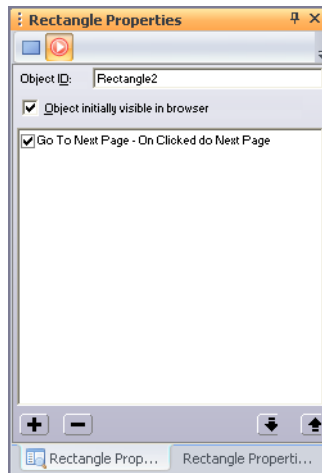 Rectangle Properties
Object ID: Rectangle2
Object initially visible in browser
Go To Next Page - On Clicked do Next Page
Rectangle Prop... Rectangle Properti...